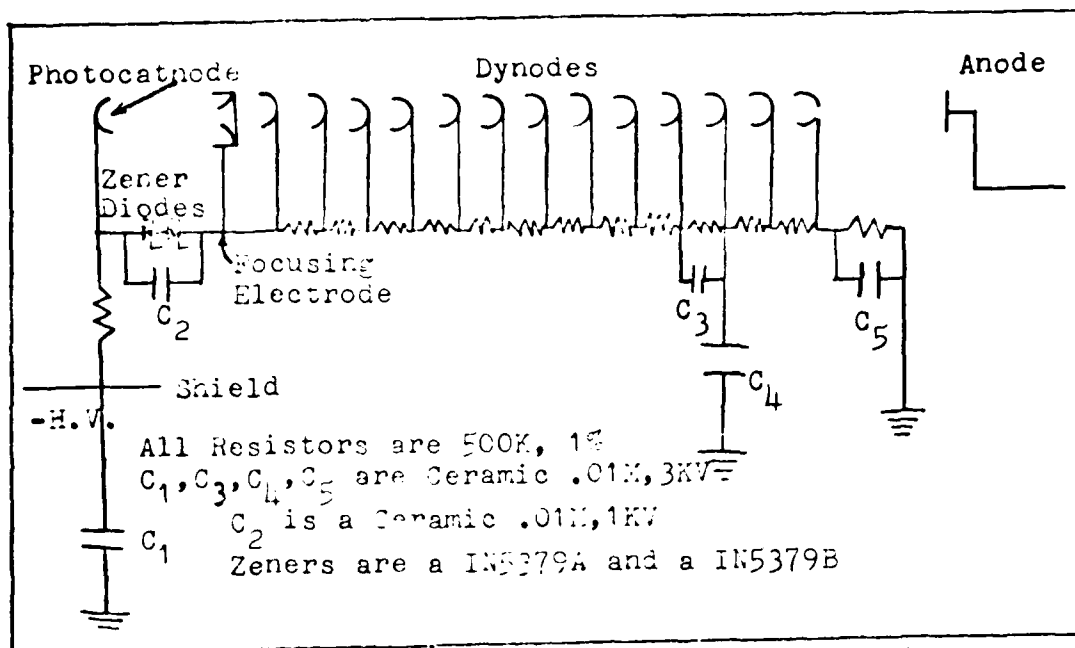 Photocatnode
Dynodes
Anode
Zener
Diodes
Focusing
Electrode
C2
C3
C4
C5
Shield
-H.V.
All Resistors are 500K, 1%
C1,C3,C4,C5 are Ceramic .01M,3KV
C2 is a Ceramic .01M,1KV
C1
Zeners are a IN5379A and a IN5379B